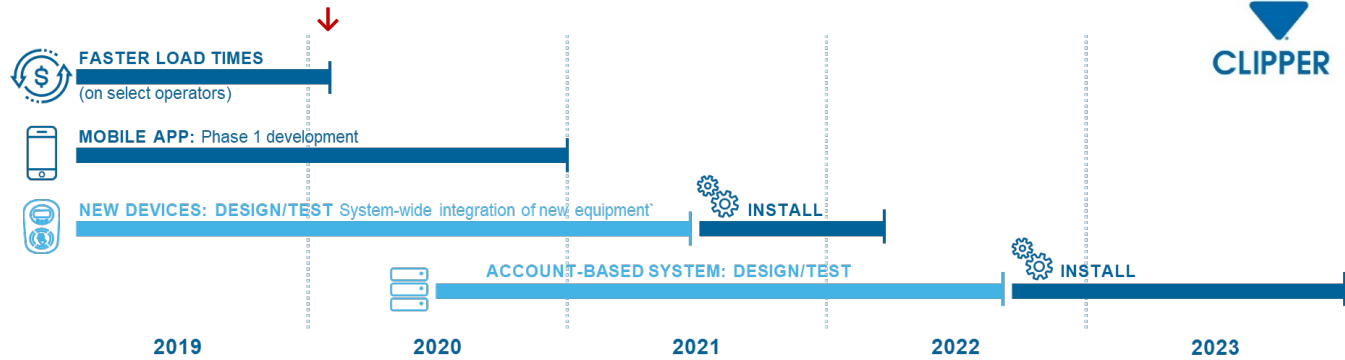 CLIPPER
FASTER LOAD TIMES
$
(on select operators)
MOBILE APP: Phase 1 development
NEW DEVICES: DESIGN/TEST System-wide integration of new equipment`
INSTALL
ACCOUNT-BASED SYSTEM: DESIGN/TEST
INSTALL
2019 2020 2021 2022 2023